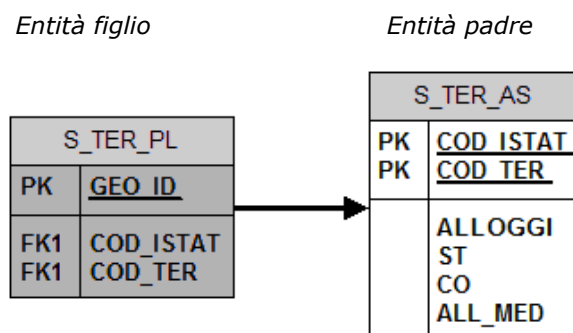 Entità figlio
Entità padre
S_TER_PL
PK GEO_ID
FK1 COD_ISTAT
FK1 COD_TER
S_TER_AS
PK COD_ISTAT
PK COD_TER
ALLOGGI
ST
CO
ALL_MED